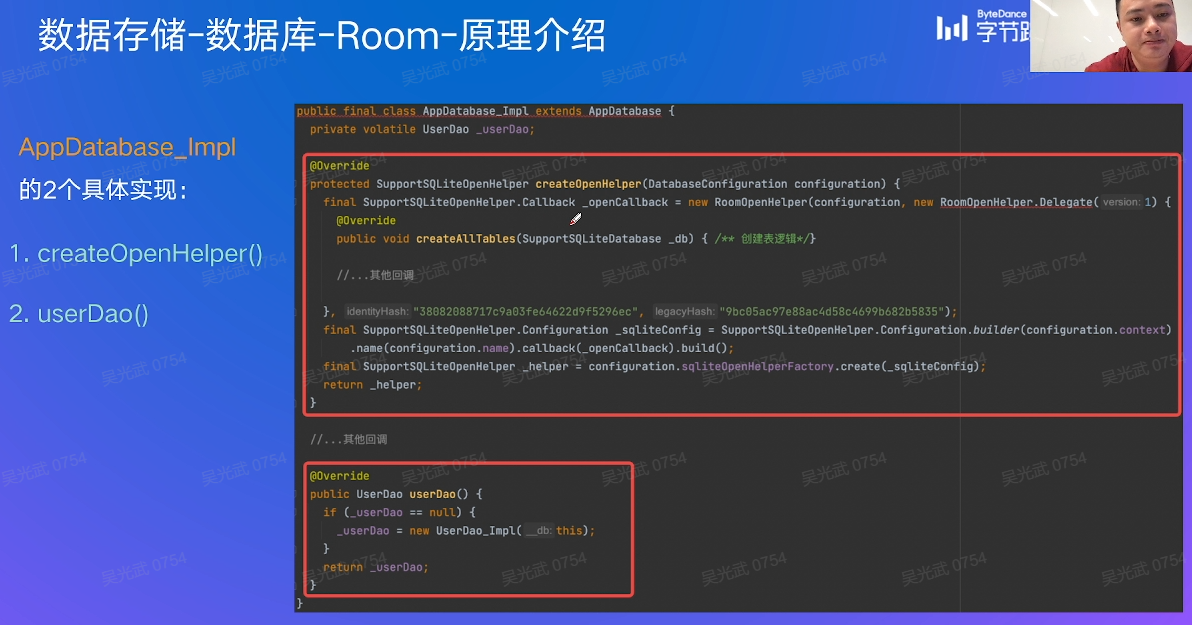 数据存储-数据库-Room-原理介绍
ByteDance
字节跳
AppDatabase_Impl
的2个具体实现：
1. createOpenHelper()
2. userDao()
public final class AppDatabase_Impl extends AppDatabase {
private volatile UserDao _userDao;
@Override
protected SupportSQLiteOpenHelper createOpenHelper(DatabaseConfiguration configuration) {
final SupportSQLiteOpenHelper.Callback _openCallback = new RoomOpenHelper(configuration, new RoomOpenHelper.Delegate( version: 1) {
@Override
public void createAllTables(SupportSQLiteDatabase _db) { /** 创建表逻辑*/}
//...其他回调
}, identityHash: "38082088717c9a03fe64622d9f5296ec", legacyHash: "9bc05ac97e88ac4d58c4699b682b5835");
final SupportSQLiteOpenHelper.Configuration _sqliteConfig = SupportSQLiteOpenHelper.Configuration.builder(configuration.context)
.name(configuration.name).callback(_openCallback).build();
final SupportSQLiteOpenHelper _helper = configuration.sqliteOpenHelperFactory.create(_sqliteConfig);
return _helper;
}
//...其他回调
@Override
public UserDao userDao() {
if (_userDao == null) {
_userDao = new UserDao_Impl( __db: this);
}
return _userDao;
}
}
吴光武 0754